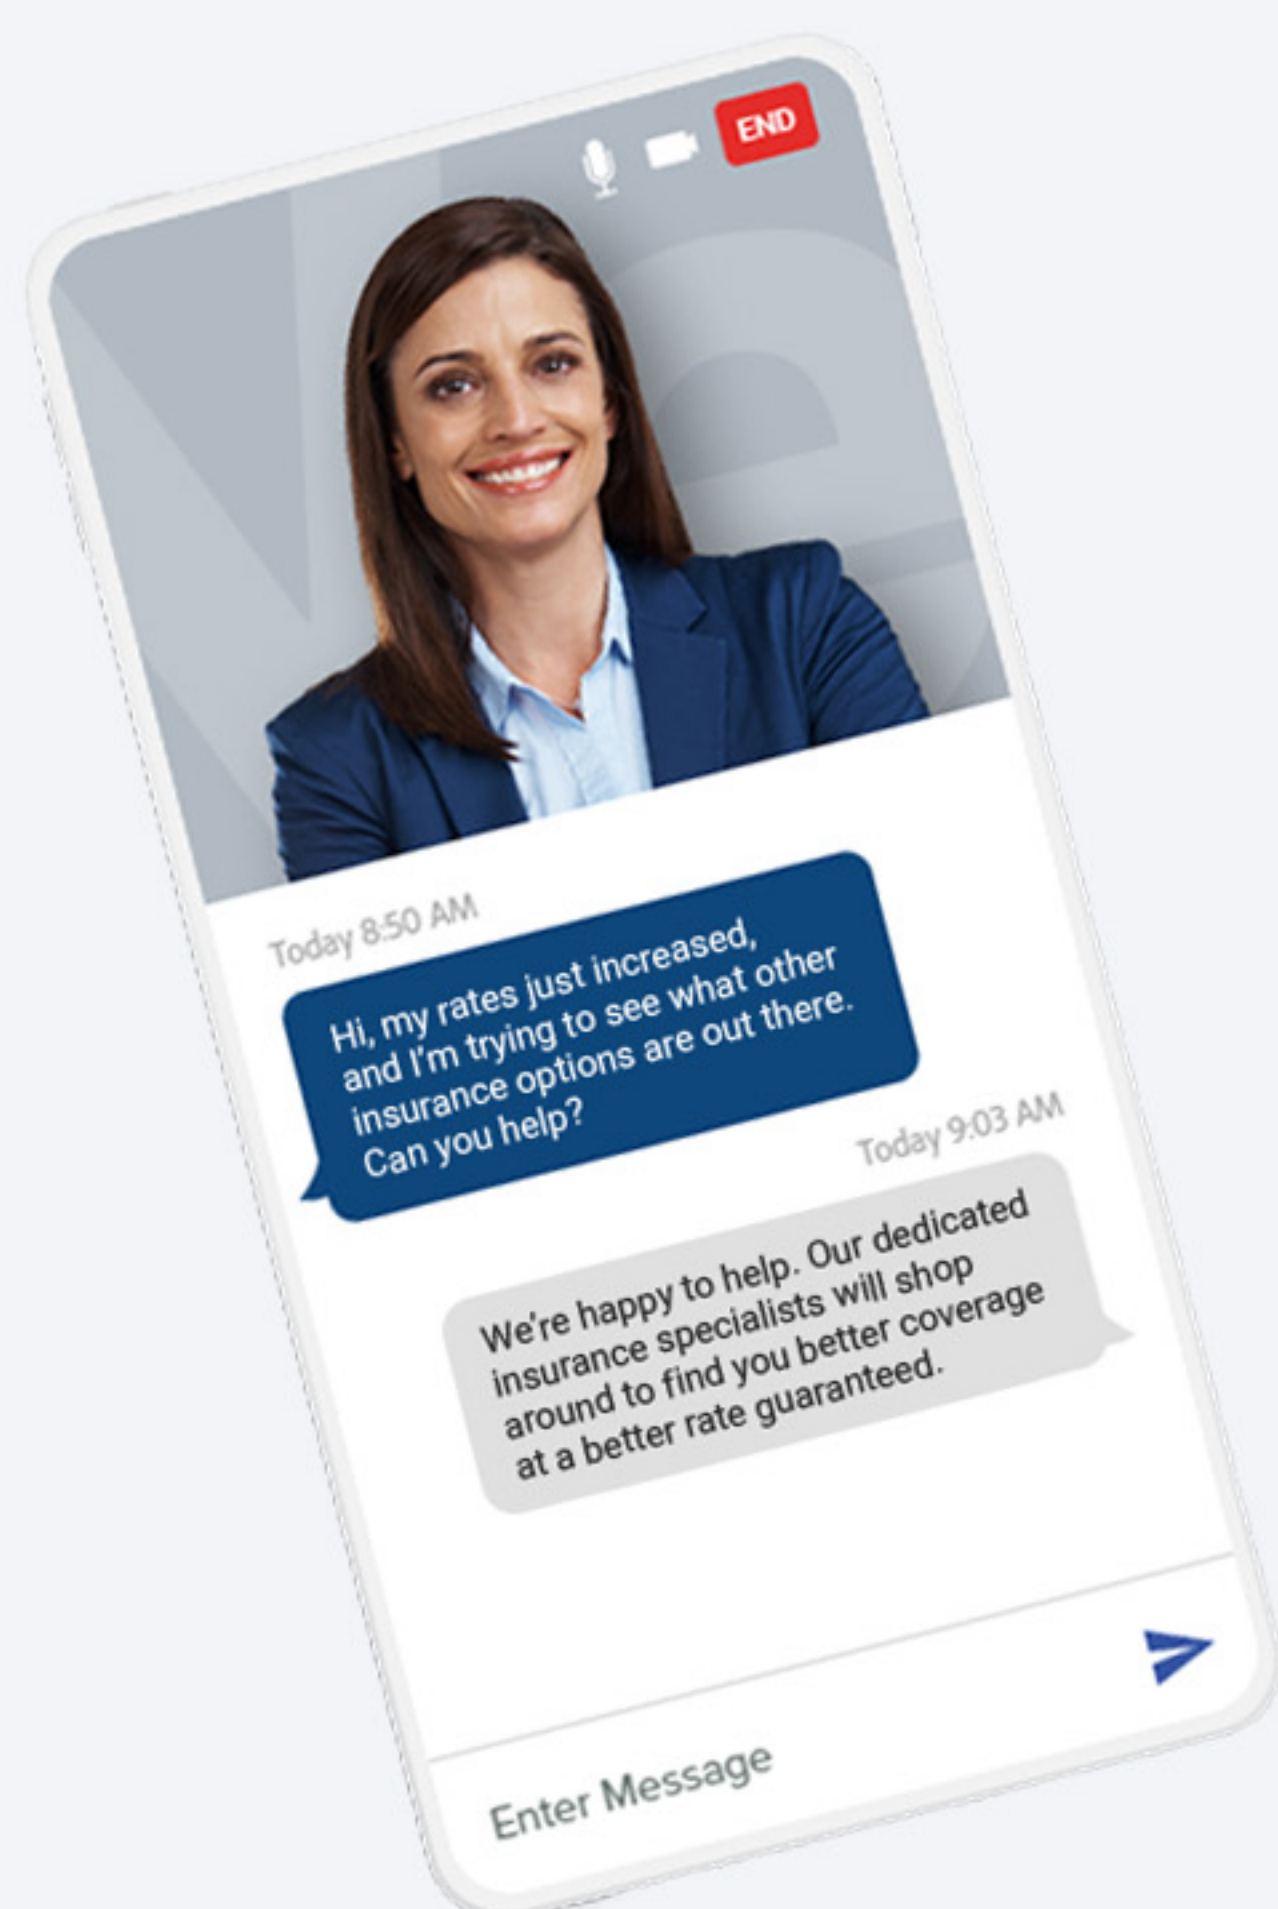 END
Today 8:50 AM
Hi, my rates just increased,
and I'm trying to see what other
insurance options are out there.
Can you help?
Today 9:03 AM
We're happy to help. Our dedicated
insurance specialists will shop
around to find you better coverage
at a better rate guaranteed.
Enter Message